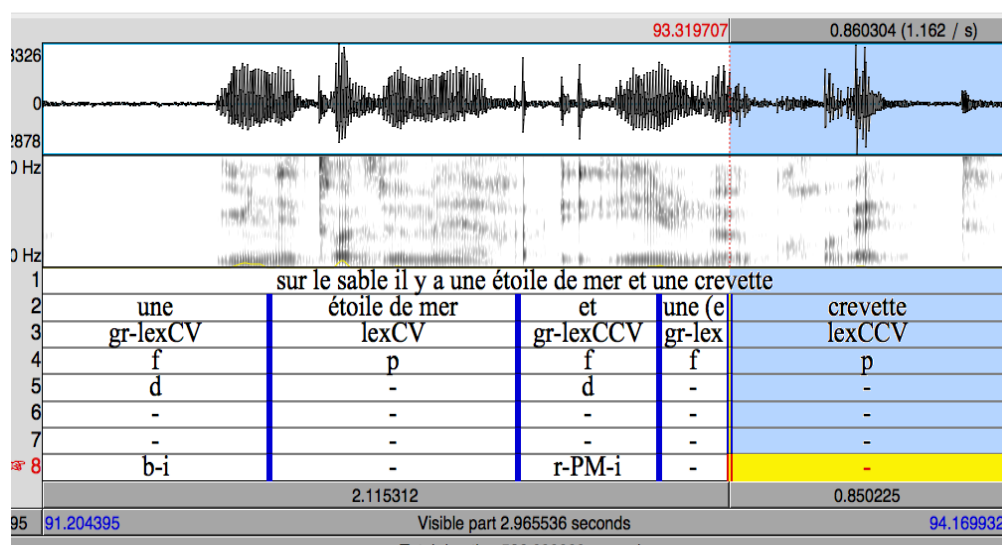 93.319707 0.860304 (1.162 / s)
3326
0
2878
0 Hz
0 Hz
1 sur le sable il y a une étoile de mer et une crevette
2 une étoile de mer et une (e crevette
3 gr-lexCV lexCV gr-lexCCV gr-lex lexCCV
4 f p f f p
5 d - d - -
6 - - - - -
7 - - - - -
☞ 8 b-i - r-PM-i - -
2.115312 0.850225
95 91.204395 Visible part 2.965536 seconds 94.169932